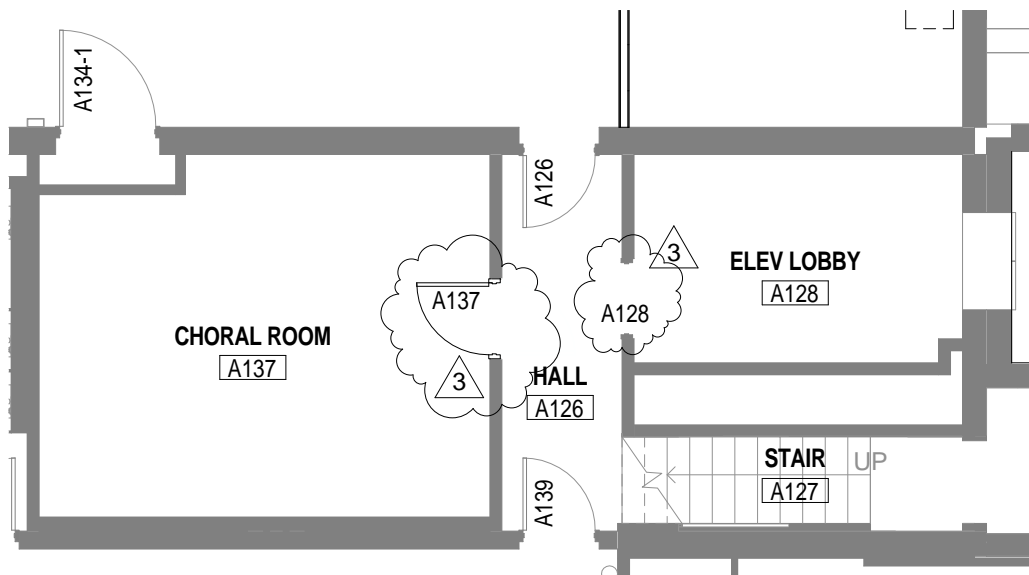 A134-1
A126
3
ELEV LOBBY
A128
A137
A128
CHORAL ROOM
A137
3
HALL
A126
STAIR
UP
A127
A139